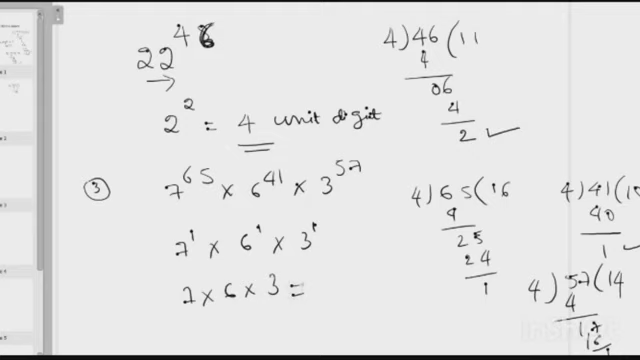 22^46
4) 46 (11
4
06
4
2 ✓
2^2 = 4 unit digit
③ 7^65 × 6^41 × 3^57
7^1 × 6^1 × 3^1
7 × 6 × 3 =
4) 65 (16
4
25
24
1
4) 41 (10
40
1 ✓
4) 57 (14
4
17
16
1